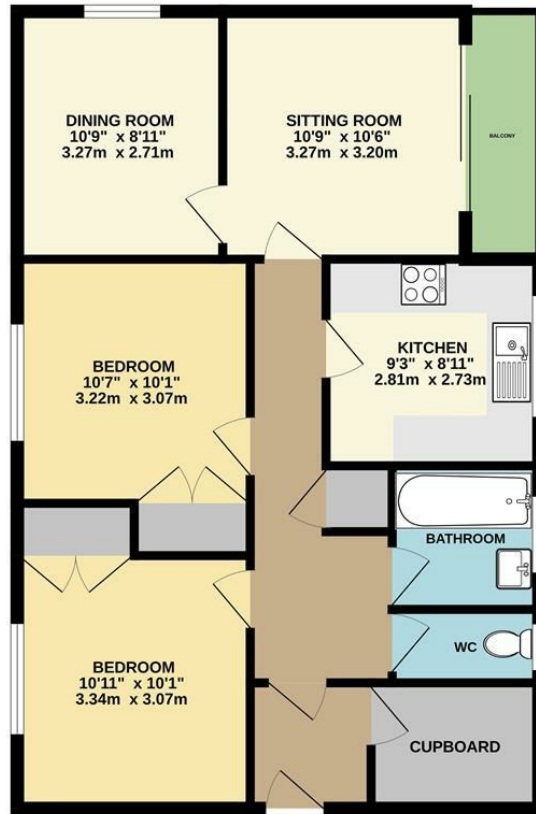 DINING ROOM
10'9" x 8'11"
3.27m x 2.71m
SITTING ROOM
10'9" x 10'6"
3.27m x 3.20m
BALCONY
BEDROOM
10'7" x 10'1"
3.22m x 3.07m
KITCHEN
9'3" x 8'11"
2.81m x 2.73m
BATHROOM
WC
BEDROOM
10'11" x 10'1"
3.34m x 3.07m
CUPBOARD